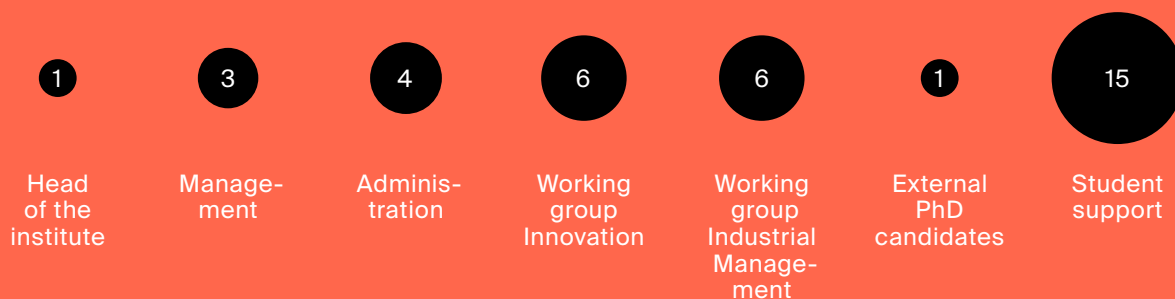 1
3
4
6
6
1
15
Head
of the
institute
Manage-
ment
Adminis-
tration
Working
group
Innovation
Working
group
Industrial
Manage-
ment
External
PhD
candidates
Student
support